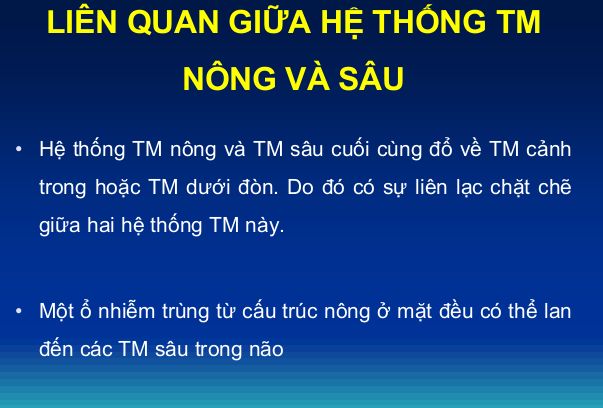 LIÊN QUAN GIỮA HỆ THỐNG TM
NÔNG VÀ SÂU
• Hệ thống TM nông và TM sâu cuối cùng đổ về TM cảnh
trong hoặc TM dưới đòn. Do đó có sự liên lạc chặt chẽ
giữa hai hệ thống TM này.
• Một ổ nhiễm trùng từ cấu trúc nông ở mặt đều có thể lan
đến các TM sâu trong não